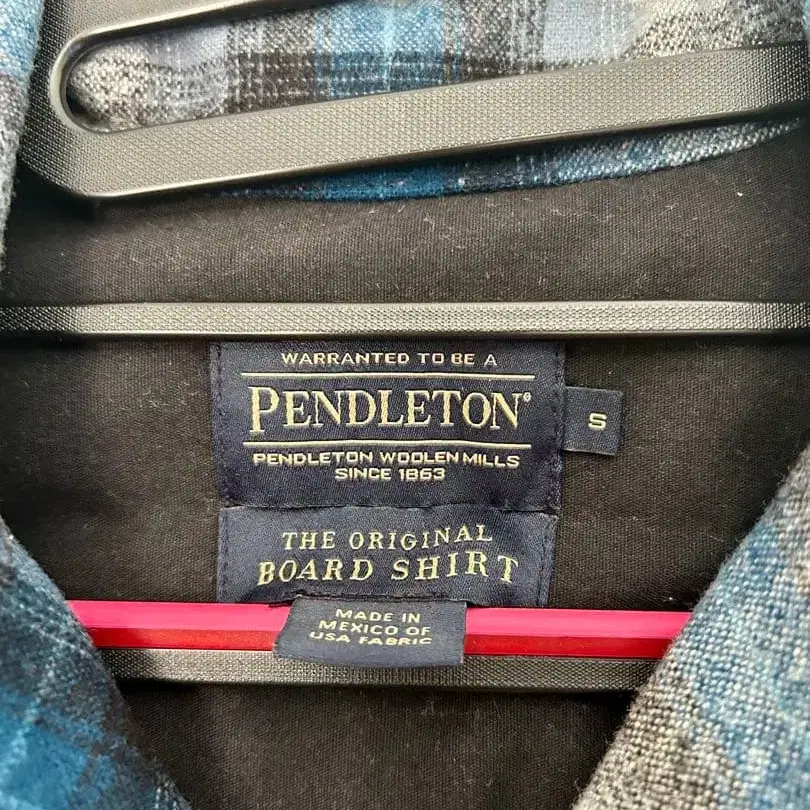 WARRANTED TO BE A
PENDLETON®
S
PENDLETON WOOLEN MILLS
SINCE 1863
THE ORIGINAL
BOARD SHIRT
MADE IN
MEXICO OF
USA FABRIC